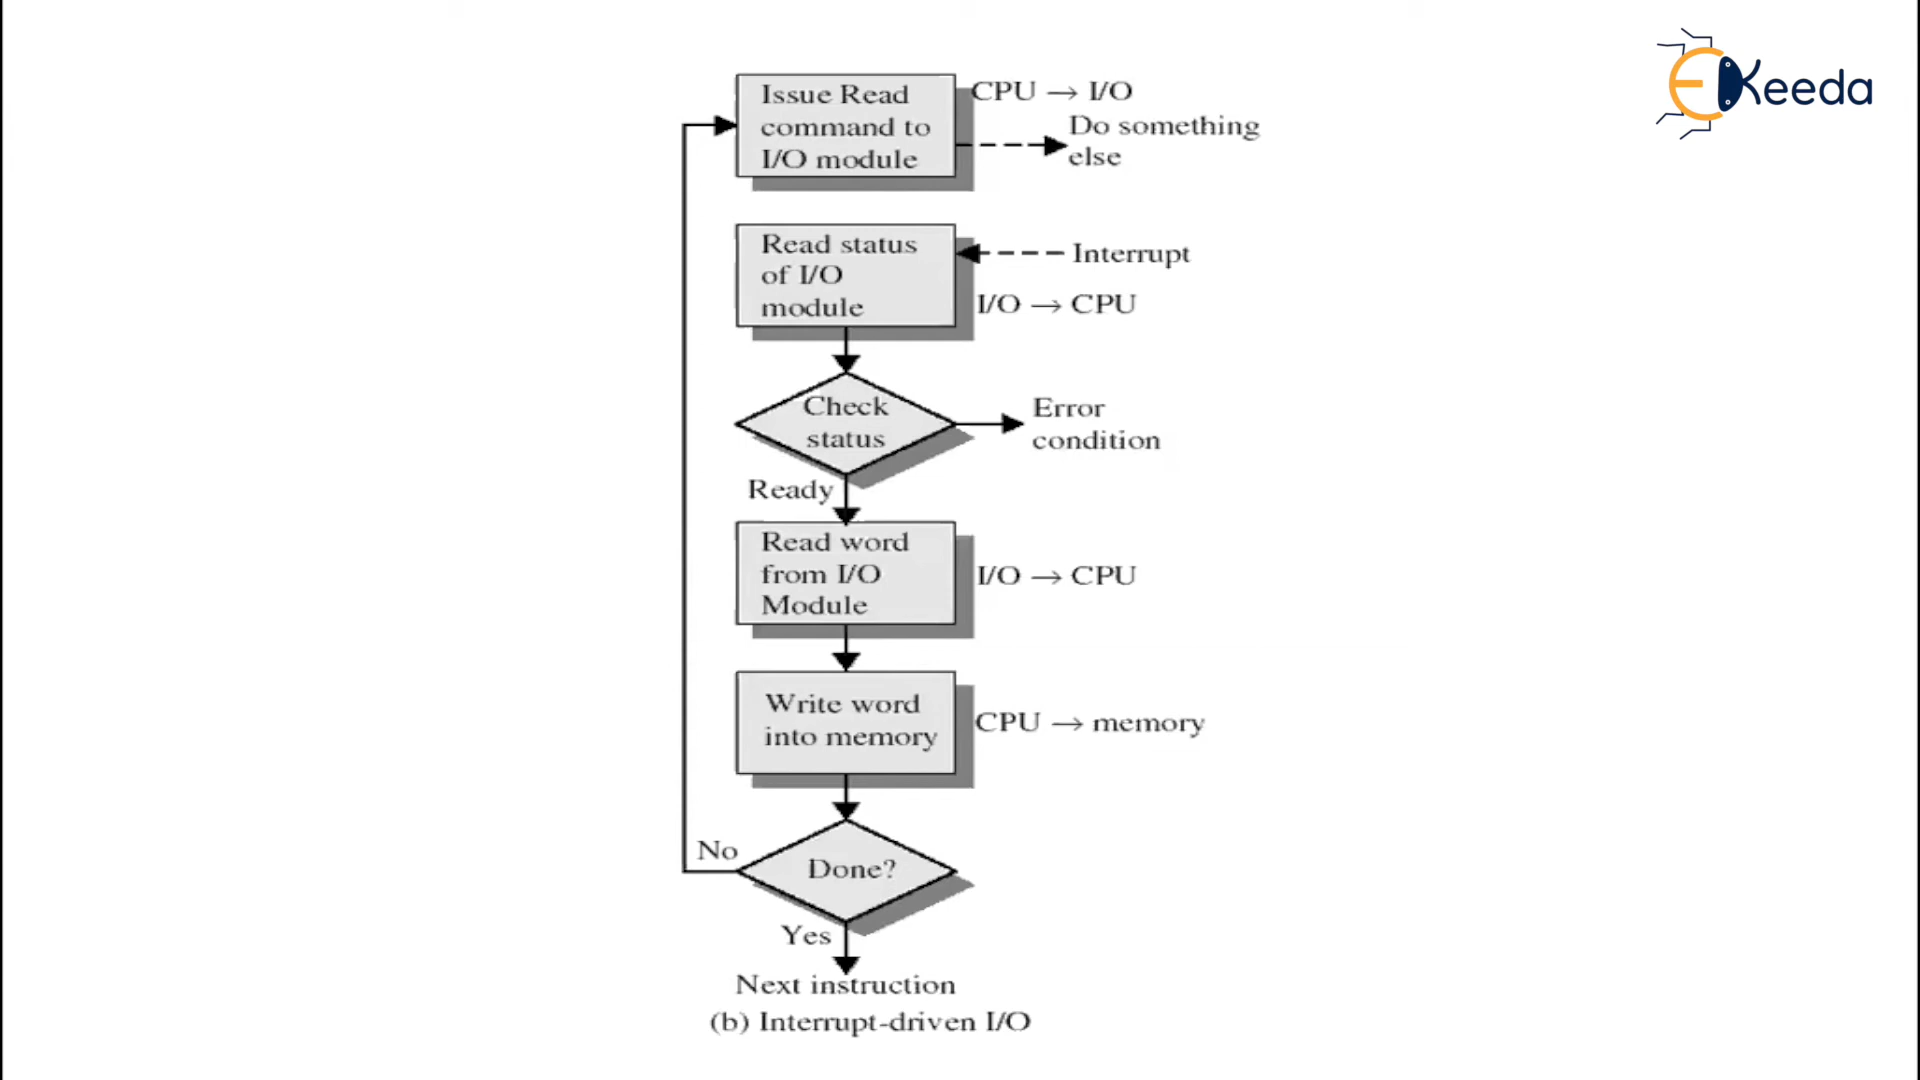 EKeeda
Issue Read
command to
I/O module
CPU → I/O
Do something
else
Read status
of I/O
module
Interrupt
I/O → CPU
Check
status
Error
condition
Ready
Read word
from I/O
Module
I/O → CPU
Write word
into memory
CPU → memory
No
Done?
Yes
Next instruction
(b) Interrupt-driven I/O